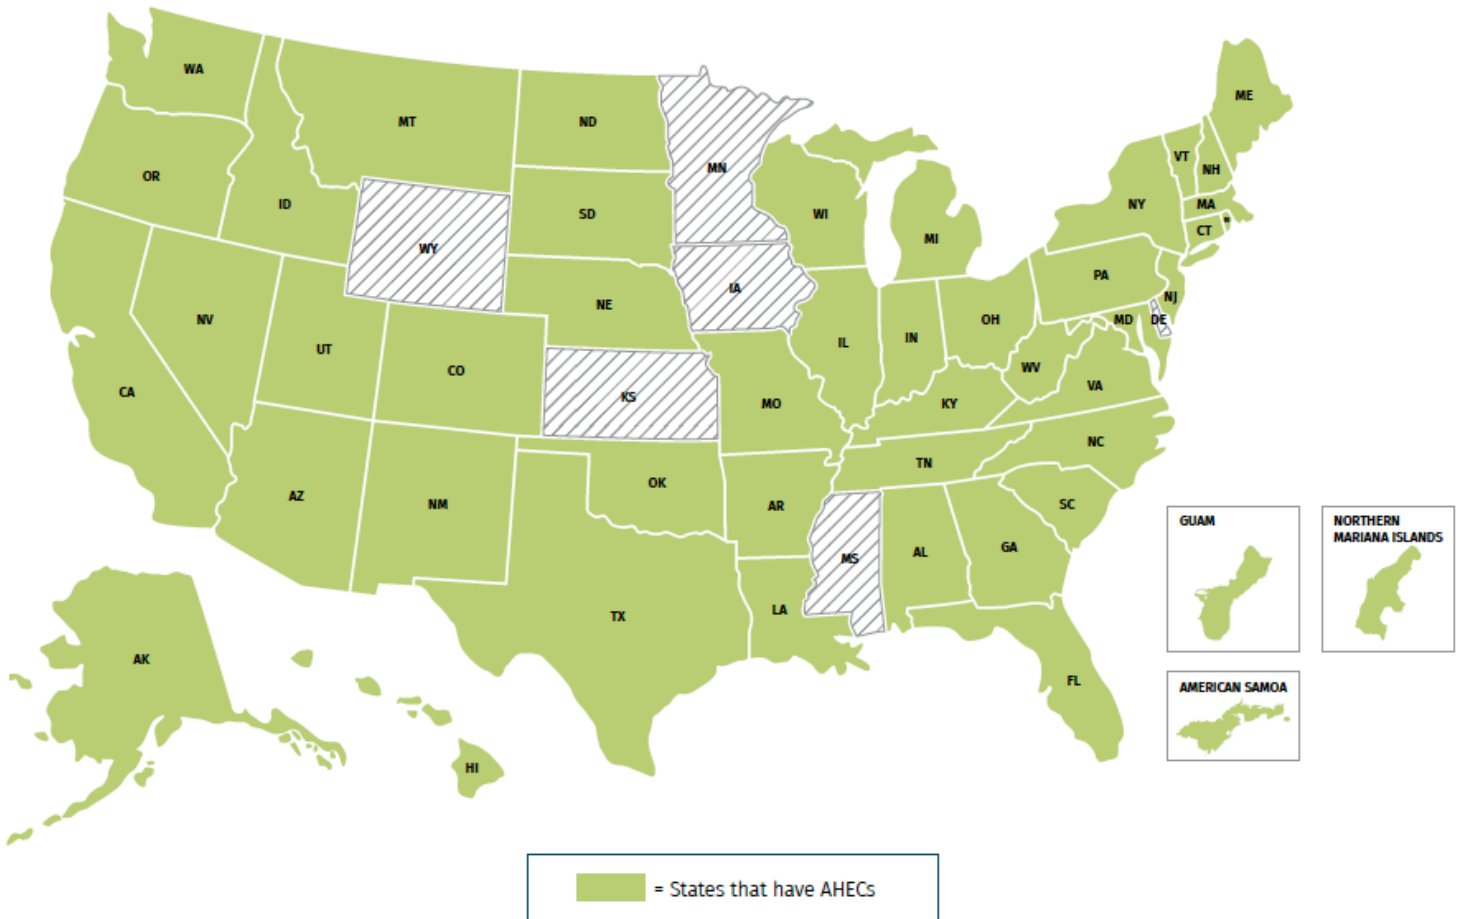 WA
MT
ND
MN
OR
ID
SD
WI
MI
WY
IA
NE
NV
UT
CO
CA
KS
MO
IL
IN
OH
KY
WV
VA
PA
NY
VT
NH
ME
MA
CT
NJ
MD
DE
NC
TN
SC
AZ
NM
OK
AR
MS
AL
GA
LA
TX
FL
AK
HI
GUAM
NORTHERN
MARIANA ISLANDS
AMERICAN SAMOA
= States that have AHECs